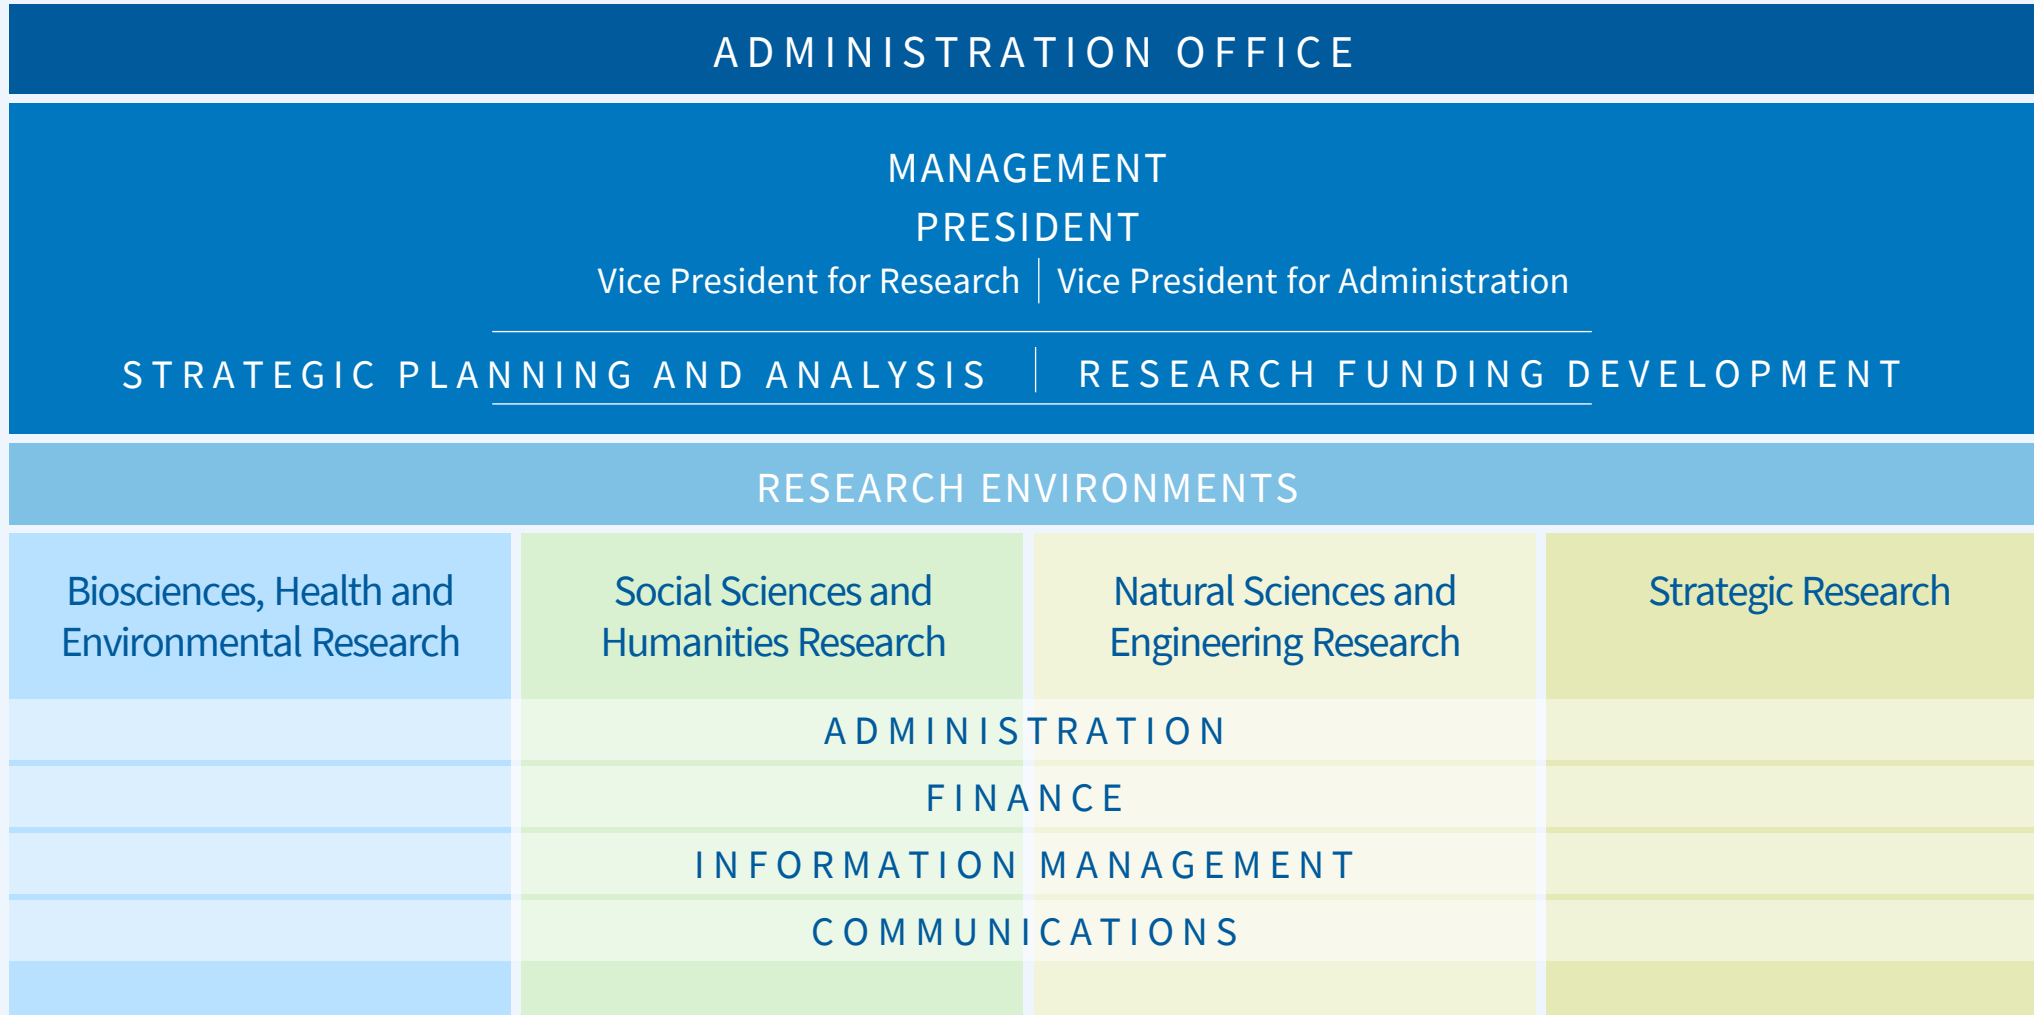 ADMINISTRATION OFFICE
MANAGEMENT
PRESIDENT
Vice President for Research | Vice President for Administration
STRATEGIC PLANNING AND ANALYSIS | RESEARCH FUNDING DEVELOPMENT
RESEARCH ENVIRONMENTS
Biosciences, Health and
Environmental Research
Social Sciences and
Humanities Research
Natural Sciences and
Engineering Research
Strategic Research
ADMINISTRATION
FINANCE
INFORMATION MANAGEMENT
COMMUNICATIONS